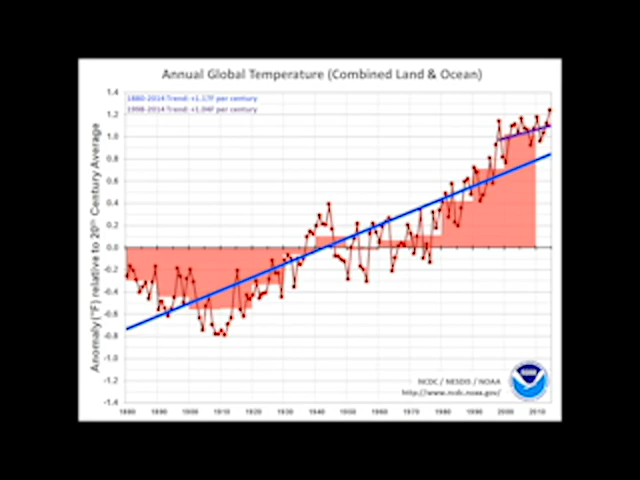 Annual Global Temperature (Combined Land & Ocean)
1880-2014 Trend: +1.17F per century
1998-2014 Trend: +1.04F per century
Anomaly (°F) relative to 20th Century Average
1.4
1.2
1.0
0.8
0.6
0.4
0.2
0.0
-0.2
-0.4
-0.6
-0.8
-1.0
-1.2
-1.4
NCDC / NESDIS / NOAA
http://www.ncdc.noaa.gov/
NOAA
1880 1890 1900 1910 1920 1930 1940 1950 1960 1970 1980 1990 2000 2010